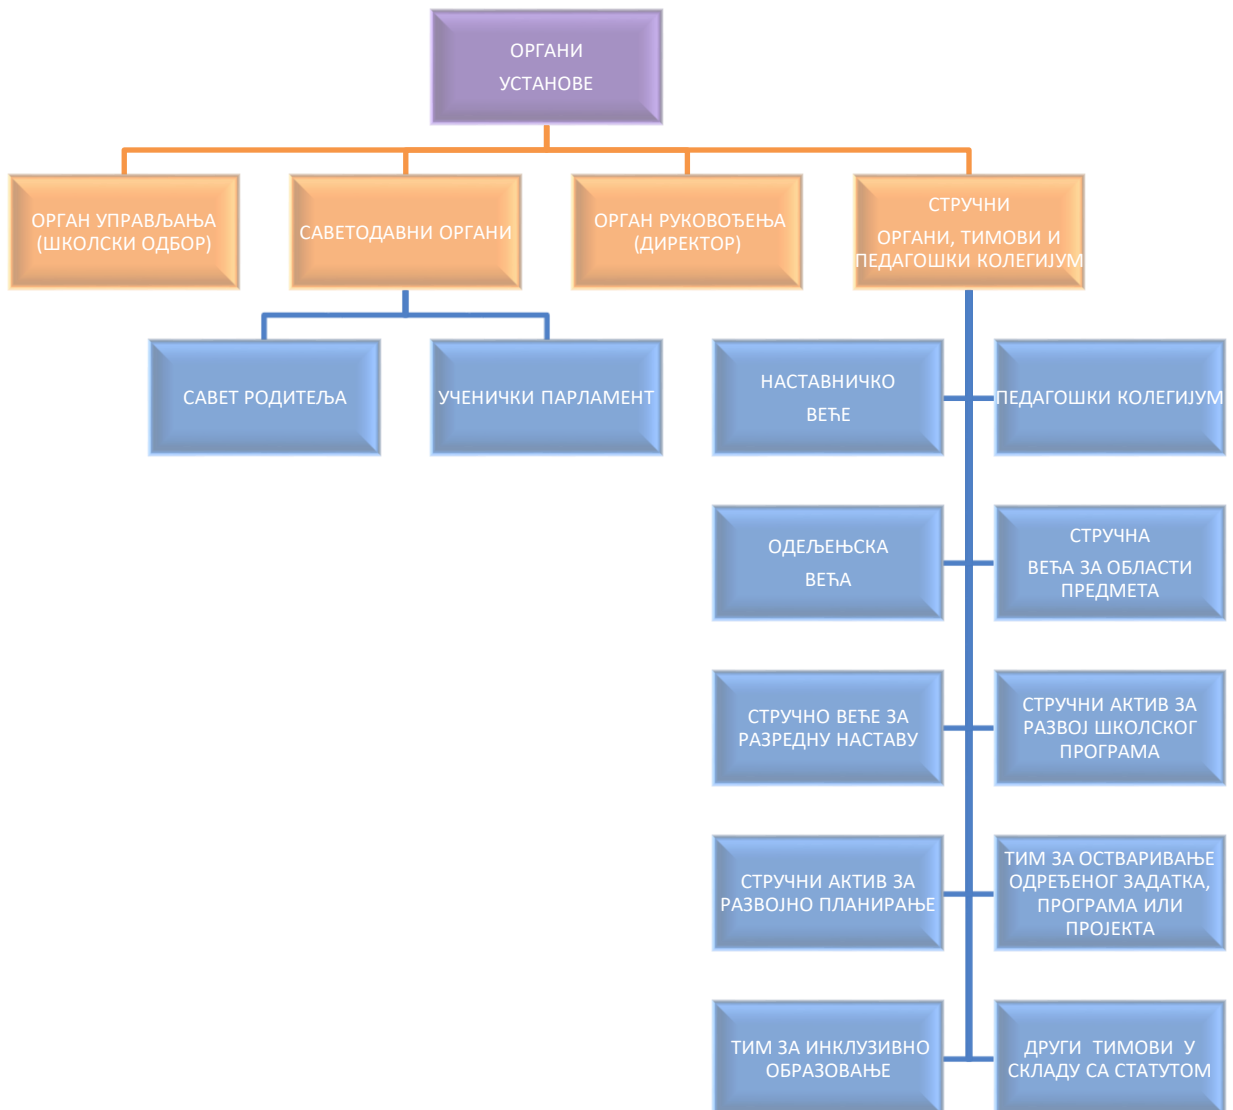 ОРГАНИ
УСТАНОВЕ
ОРГАН УПРАВЉАЊА
(ШКОЛСКИ ОДБОР)
САВЕТОДАВНИ ОРГАНИ
ОРГАН РУКОВОЂЕЊА
(ДИРЕКТОР)
СТРУЧНИ
ОРГАНИ, ТИМОВИ И
ПЕДАГОШКИ КОЛЕГИЈУМ
САВЕТ РОДИТЕЉА
УЧЕНИЧКИ ПАРЛАМЕНТ
НАСТАВНИЧКО
ВЕЋЕ
ПЕДАГОШКИ КОЛЕГИЈУМ
ОДЕЉЕЊСКА
ВЕЋА
СТРУЧНА
ВЕЋА ЗА ОБЛАСТИ
ПРЕДМЕТА
СТРУЧНО ВЕЋЕ ЗА
РАЗРЕДНУ НАСТАВУ
СТРУЧНИ АКТИВ ЗА
РАЗВОЈ ШКОЛСКОГ
ПРОГРАМА
СТРУЧНИ АКТИВ ЗА
РАЗВОЈНО ПЛАНИРАЊЕ
ТИМ ЗА ОСТВАРИВАЊЕ
ОДРЕЂЕНОГ ЗАДАТКА,
ПРОГРАМА ИЛИ
ПРОЈЕКТА
ТИМ ЗА ИНКЛУЗИВНО
ОБРАЗОВАЊЕ
ДРУГИ ТИМОВИ У
СКЛАДУ СА СТАТУТОМ